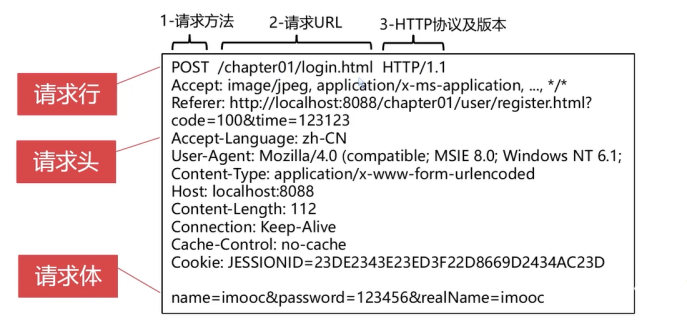 1-请求方法 2-请求URL 3-HTTP协议及版本
请求行
POST /chapter01/login.html HTTP/1.1
Accept: image/jpeg, application/x-ms-application, ..., */*
Referer: http://localhost:8088/chapter01/user/register.html?
code=100&time=123123
请求头
Accept-Language: zh-CN
User-Agent: Mozilla/4.0 (compatible; MSIE 8.0; Windows NT 6.1;
Content-Type: application/x-www-form-urlencoded
Host: localhost:8088
Content-Length: 112
Connection: Keep-Alive
Cache-Control: no-cache
Cookie: JESSIONID=23DE2343E23ED3F22D8669D2434AC23D
请求体
name=imooc&password=123456&realName=imooc